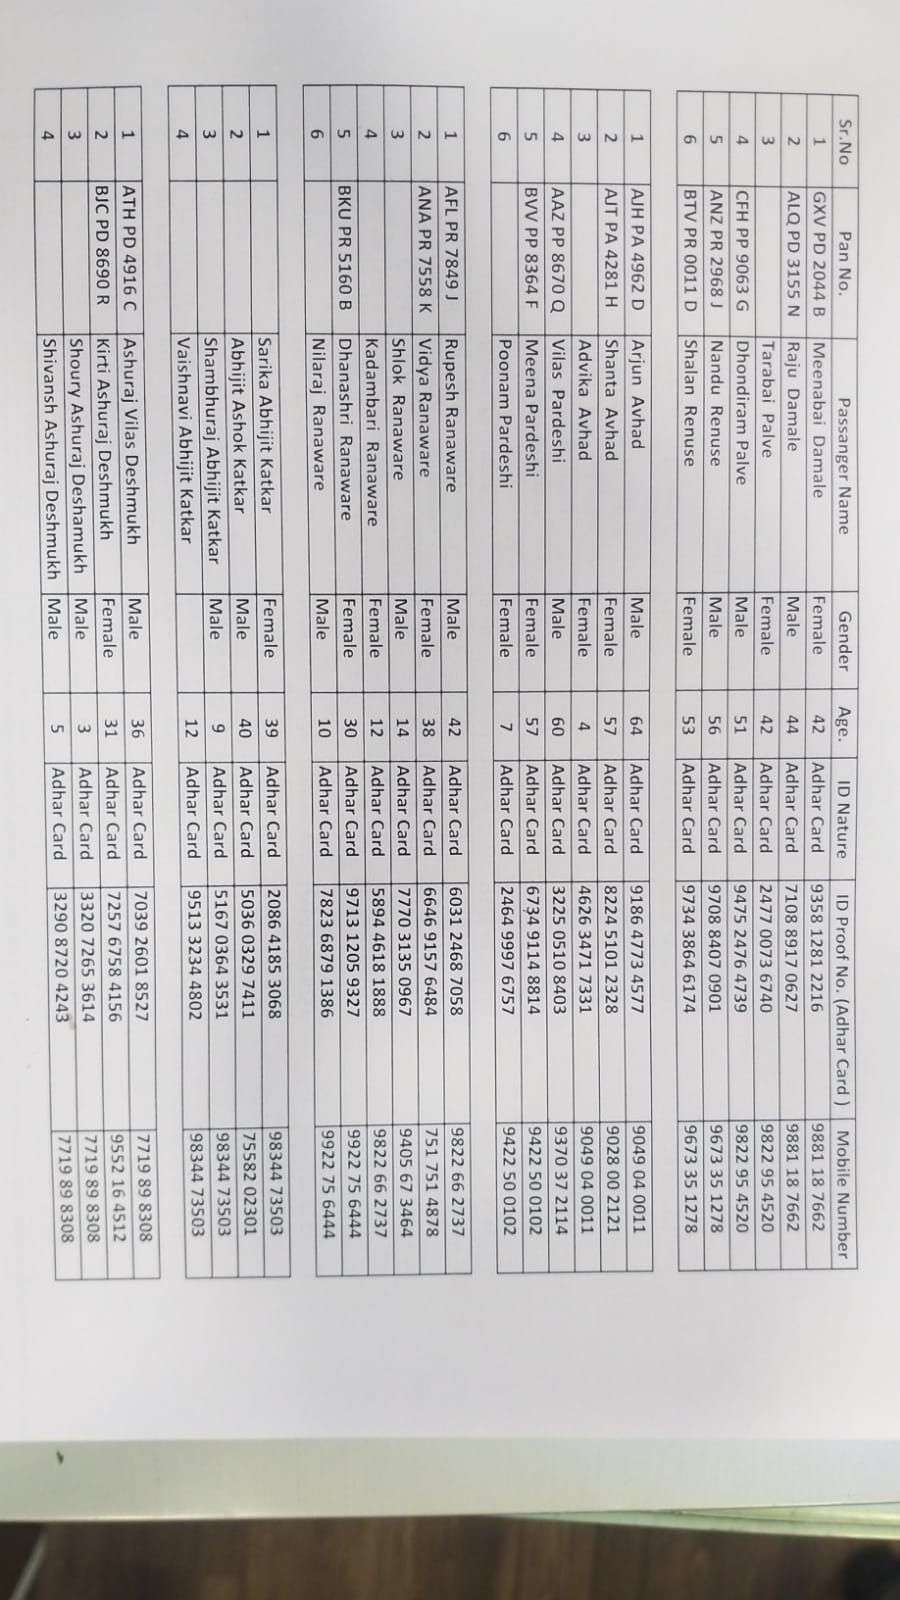 Sr.No Pan No. Passanger Name Gender Age. ID Nature ID Proof No. (Adhar Card ) Mobile Number
1 GXV PD 2044 B Meenabai Damale Female 42 Adhar Card 9358 1281 2216 9881 18 7662
2 ALQ PD 3155 N Raju Damale Male 44 Adhar Card 7108 8917 0627 9881 18 7662
3 Tarabai Palve Female 42 Adhar Card 2477 0073 6740 9822 95 4520
4 CFH PP 9063 G Dhondiram Palve Male 51 Adhar Card 9475 2476 4739 9822 95 4520
5 ANZ PR 2968 J Nandu Renuse Male 56 Adhar Card 9708 8407 0901 9673 35 1278
6 BTV PR 0011 D Shalan Renuse Female 53 Adhar Card 9734 3864 6174 9673 35 1278
1 AJH PA 4962 D Arjun Avhad Male 64 Adhar Card 9186 4773 4577 9049 04 0011
2 AJT PA 4281 H Shanta Avhad Female 57 Adhar Card 8224 5101 2328 9028 00 2121
3 Advika Avhad Female 4 Adhar Card 4626 3471 7331 9049 04 0011
4 AAZ PP 8670 Q Vilas Pardeshi Male 60 Adhar Card 3225 0510 8403 9370 37 2114
5 BVV PP 8364 F Meena Pardeshi Female 57 Adhar Card 6734 9114 8814 9422 50 0102
6 Poonam Pardeshi Female 7 Adhar Card 2464 9997 6757 9422 50 0102
1 AFL PR 7849 J Rupesh Ranaware Male 42 Adhar Card 6031 2468 7058 9822 66 2737
2 ANA PR 7558 K Vidya Ranaware Female 38 Adhar Card 6646 9157 6484 751 751 4878
3 Shlok Ranaware Male 14 Adhar Card 7770 3135 0967 9405 67 3464
4 Kadambari Ranaware Female 12 Adhar Card 5894 4618 1888 9822 66 2737
5 BKU PR 5160 B Dhanashri Ranaware Female 30 Adhar Card 9713 1205 9327 9922 75 6444
6 Nilaraj Ranaware Male 10 Adhar Card 7823 6879 1386 9922 75 6444
1 Sarika Abhijit Katkar Female 39 Adhar Card 2086 4185 3068 98344 73503
2 Abhijit Ashok Katkar Male 40 Adhar Card 5036 0329 7411 75582 02301
3 Shambhuraj Abhijit Katkar Male 9 Adhar Card 5167 0364 3531 98344 73503
4 Vaishnavi Abhijit Katkar 12 Adhar Card 9513 3234 4802 98344 73503
1 ATH PD 4916 C Ashuraj Vilas Deshmukh Male 36 Adhar Card 7039 2601 8527 7719 89 8308
2 BJC PD 8690 R Kirti Ashuraj Deshmukh Female 31 Adhar Card 7257 6758 4156 9552 16 4512
3 Shoury Ashuraj Deshamukh Male 3 Adhar Card 3320 7265 3614 7719 89 8308
4 Shivansh Ashuraj Deshmukh Male 5 Adhar Card 3290 8720 4243 7719 89 8308